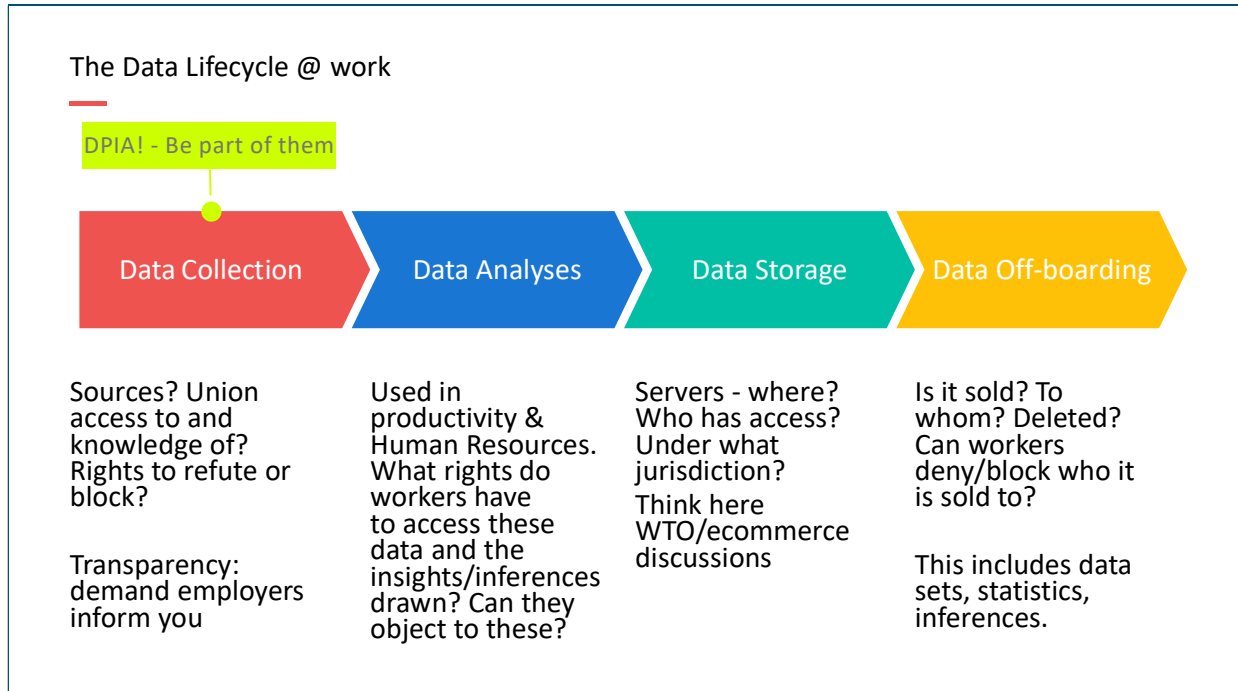 The Data Lifecycle @ work
DPIA! - Be part of them
Data Collection
Data Analyses
Data Storage
Data Off-boarding
Sources? Union
access to and
knowledge of?
Rights to refute or
block?
Transparency:
demand employers
inform you
Used in
productivity &
Human Resources.
What rights do
workers have
to access these
data and the
insights/inferences
drawn? Can they
object to these?
Servers - where?
Who has access?
Under what
jurisdiction?
Think here
WTO/ecommerce
discussions
Is it sold? To
whom? Deleted?
Can workers
deny/block who it
is sold to?
This includes data
sets, statistics,
inferences.